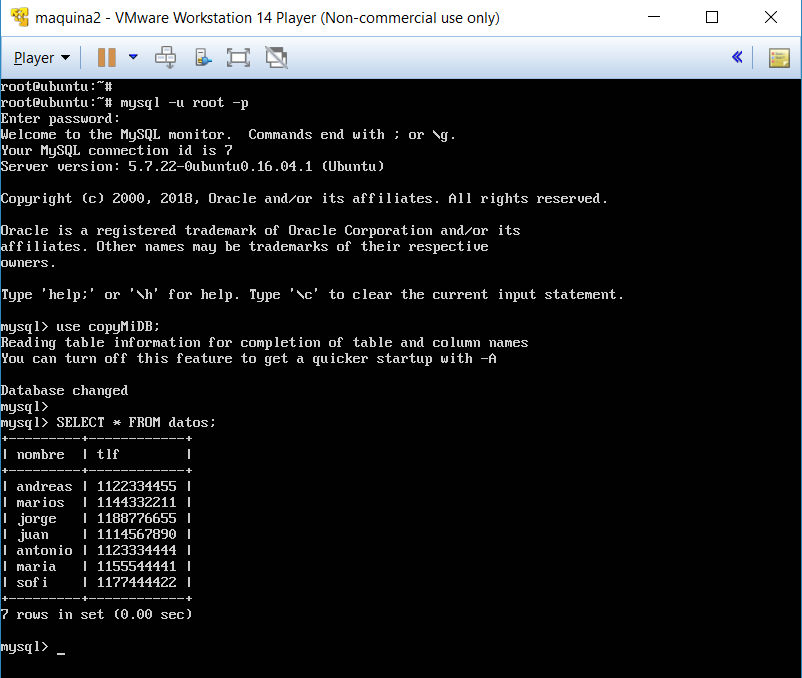 maquina2 - VMware Workstation 14 Player (Non-commercial use only)
Player
root@ubuntu:~#
root@ubuntu:~# mysql -u root -p
Enter password:
Welcome to the MySQL monitor.  Commands end with ; or \g.
Your MySQL connection id is 7
Server version: 5.7.22-0ubuntu0.16.04.1 (Ubuntu)
Copyright (c) 2000, 2018, Oracle and/or its affiliates. All rights reserved.
Oracle is a registered trademark of Oracle Corporation and/or its
affiliates. Other names may be trademarks of their respective
owners.
Type 'help;' or '\h' for help. Type '\c' to clear the current input statement.
mysql> use copyMiDB;
Reading table information for completion of table and column names
You can turn off this feature to get a quicker startup with -A
Database changed
mysql>
mysql> SELECT * FROM datos;
+---------+------------+
| nombre  | tlf        |
+---------+------------+
| andreas | 1122334455 |
| marios  | 1144332211 |
| jorge   | 1188776655 |
| juan    | 1114567890 |
| antonio | 1123334444 |
| maria   | 1155544441 |
| sofi    | 1177444422 |
+---------+------------+
7 rows in set (0.00 sec)
mysql> _